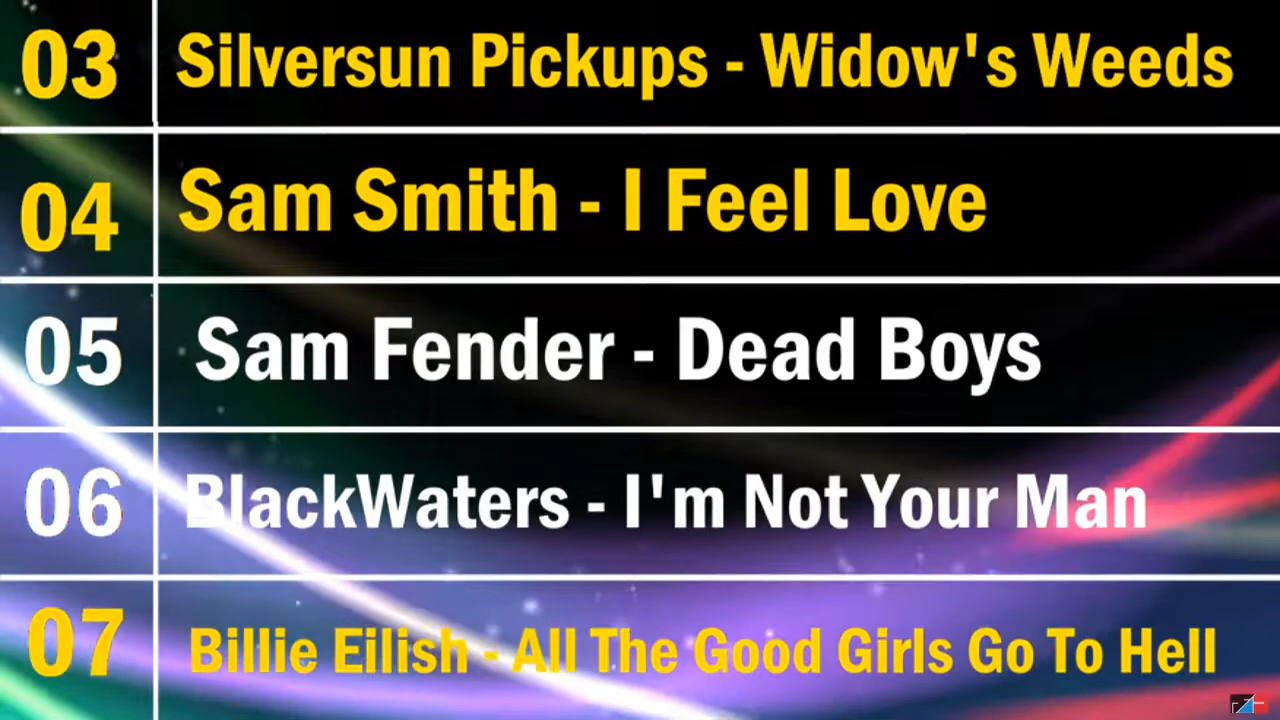 03 Silversun Pickups - Widow's Weeds
04 Sam Smith - I Feel Love
05 Sam Fender - Dead Boys
06 BlackWaters - I'm Not Your Man
07 Billie Eilish - All The Good Girls Go To Hell